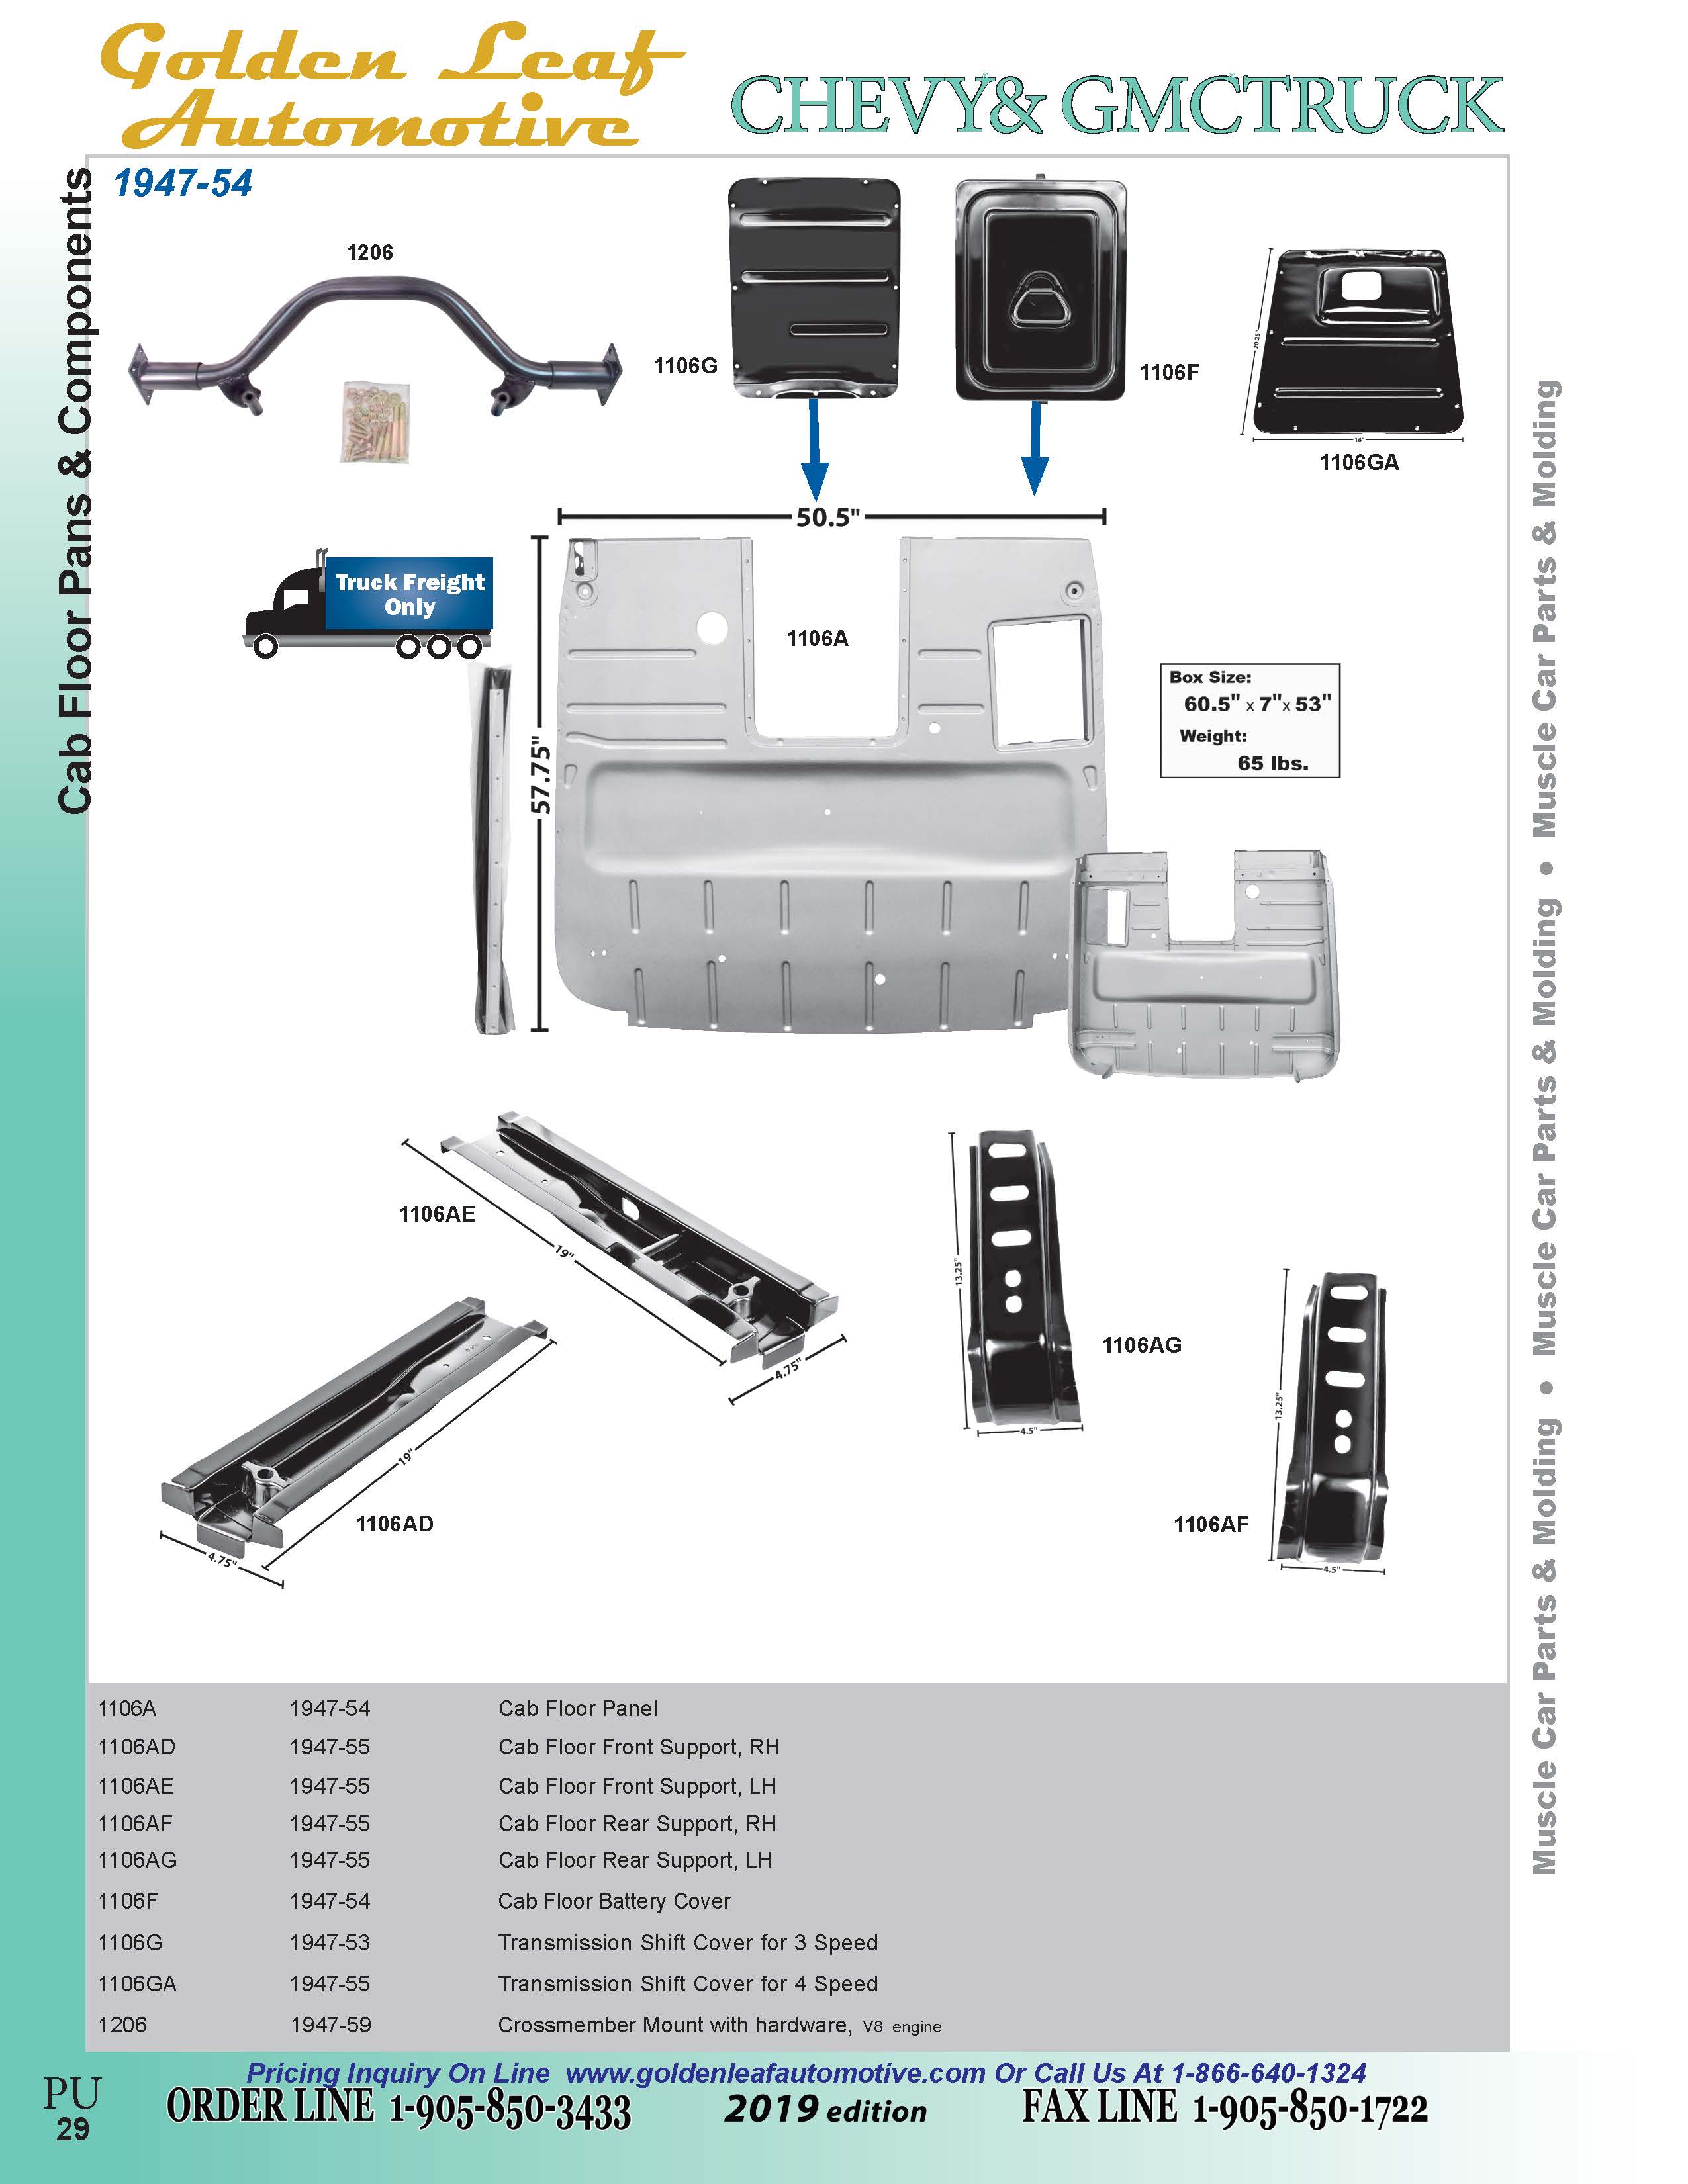 Golden Leaf
Automotive
CHEVY& GMCTRUCK
Cab Floor Pans & Components
1947-54
1206
1106G
1106F
20.25"
16"
1106GA
50.5"
Truck Freight
Only
57.75"
1106A
Box Size:
60.5" x 7"x 53"
Weight:
65 lbs.
1106AE
19"
4.75"
13.25"
4.5"
1106AG
19"
4.75"
1106AD
13.25"
4.5"
1106AF
Muscle Car Parts & Molding • Muscle Car Parts & Molding • Muscle Car Parts & Molding
1106A 1947-54 Cab Floor Panel
1106AD 1947-55 Cab Floor Front Support, RH
1106AE 1947-55 Cab Floor Front Support, LH
1106AF 1947-55 Cab Floor Rear Support, RH
1106AG 1947-55 Cab Floor Rear Support, LH
1106F 1947-54 Cab Floor Battery Cover
1106G 1947-53 Transmission Shift Cover for 3 Speed
1106GA 1947-55 Transmission Shift Cover for 4 Speed
1206 1947-59 Crossmember Mount with hardware, V8 engine
Pricing Inquiry On Line www.goldenleafautomotive.com Or Call Us At 1-866-640-1324
ORDER LINE 1-905-850-3433 2019 edition FAX LINE 1-905-850-1722
PU
29